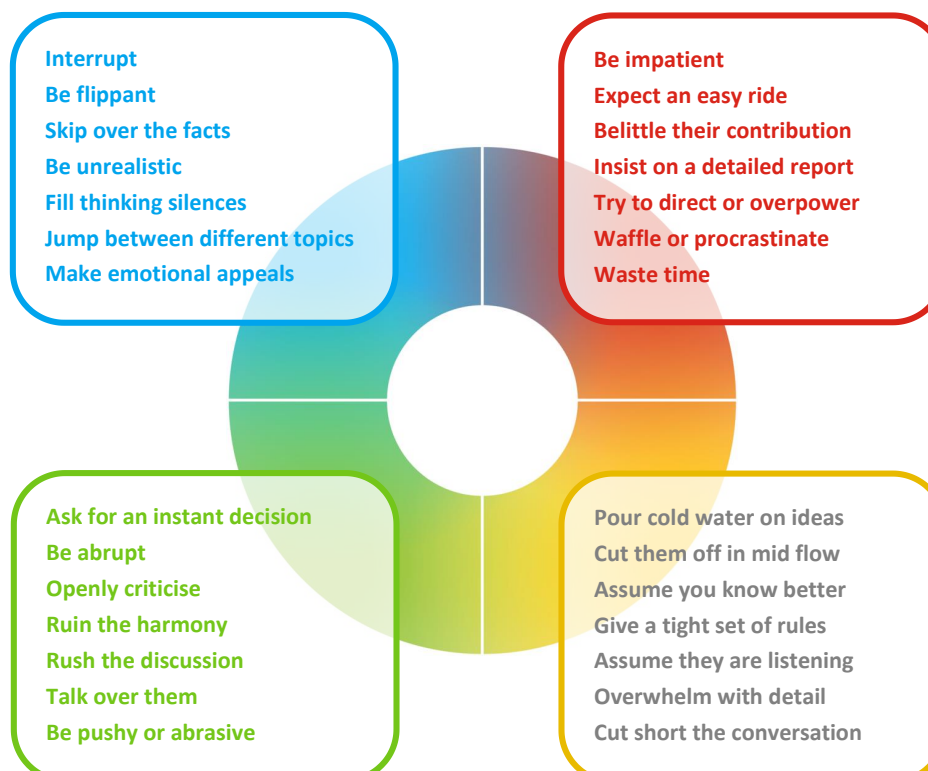 Interrupt
Be flippant
Skip over the facts
Be unrealistic
Fill thinking silences
Jump between different topics
Make emotional appeals
Be impatient
Expect an easy ride
Belittle their contribution
Insist on a detailed report
Try to direct or overpower
Waffle or procrastinate
Waste time
Ask for an instant decision
Be abrupt
Openly criticise
Ruin the harmony
Rush the discussion
Talk over them
Be pushy or abrasive
Pour cold water on ideas
Cut them off in mid flow
Assume you know better
Give a tight set of rules
Assume they are listening
Overwhelm with detail
Cut short the conversation